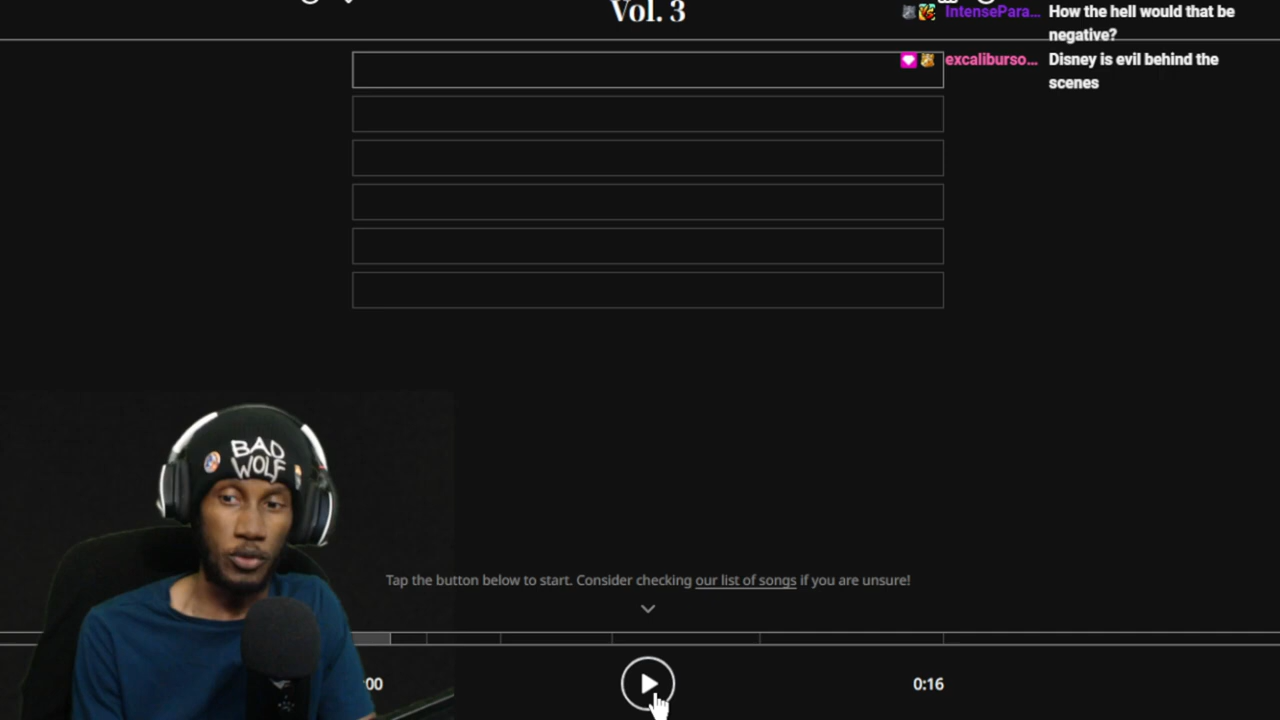 Vol. 3
IntensePara... How the hell would that be
negative?
excaliburso... Disney is evil behind the
scenes
BAD
WOLF
Tap the button below to start. Consider checking our list of songs if you are unsure!
:00
0:16